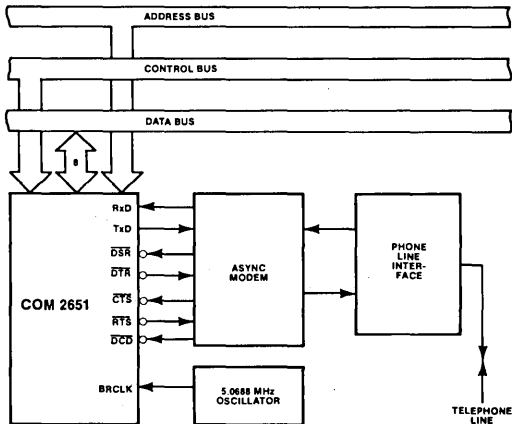 ADDRESS BUS
CONTROL BUS
DATA BUS
8
COM 2651
RxD
TxD
DSR
DTR
CTS
RTS
DCD
BRCLK
ASYNC
MODEM
5.0688 MHz
OSCILLATOR
PHONE
LINE
INTER-
FACE
TELEPHONE
LINE